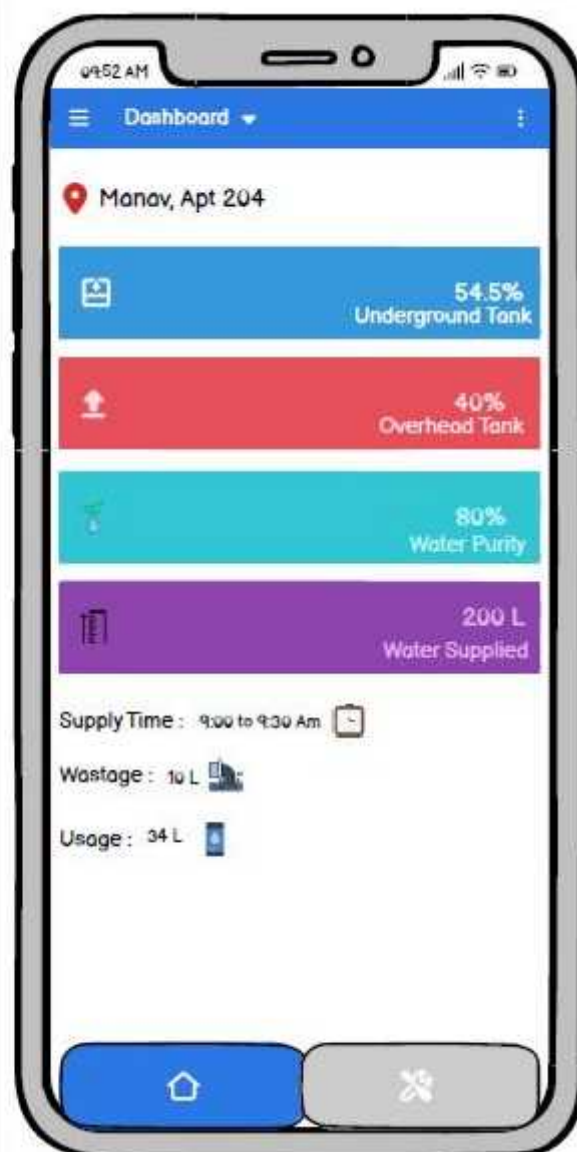 09:52 AM
Dashboard
Manav, Apt 204
54.5%
Underground Tank
40%
Overhead Tank
80%
Water Purity
200 L
Water Supplied
Supply Time : 9:00 to 9:30 Am
Wastage : 10 L
Usage : 34 L